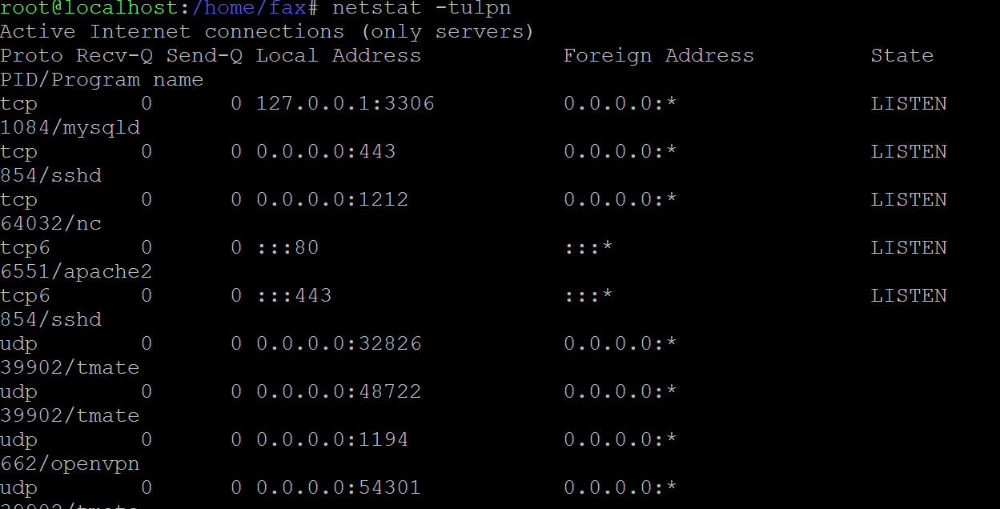 root@localhost:/home/fax# netstat -tulpn
Active Internet connections (only servers)
Proto Recv-Q Send-Q Local Address           Foreign Address         State
PID/Program name
tcp        0      0 127.0.0.1:3306          0.0.0.0:*               LISTEN
1084/mysqld
tcp        0      0 0.0.0.0:443             0.0.0.0:*               LISTEN
854/sshd
tcp        0      0 0.0.0.0:1212            0.0.0.0:*               LISTEN
64032/nc
tcp6       0      0 :::80                   :::*                    LISTEN
6551/apache2
tcp6       0      0 :::443                  :::*                    LISTEN
854/sshd
udp        0      0 0.0.0.0:32826           0.0.0.0:*
39902/tmate
udp        0      0 0.0.0.0:48722           0.0.0.0:*
39902/tmate
udp        0      0 0.0.0.0:1194            0.0.0.0:*
662/openvpn
udp        0      0 0.0.0.0:54301           0.0.0.0:*